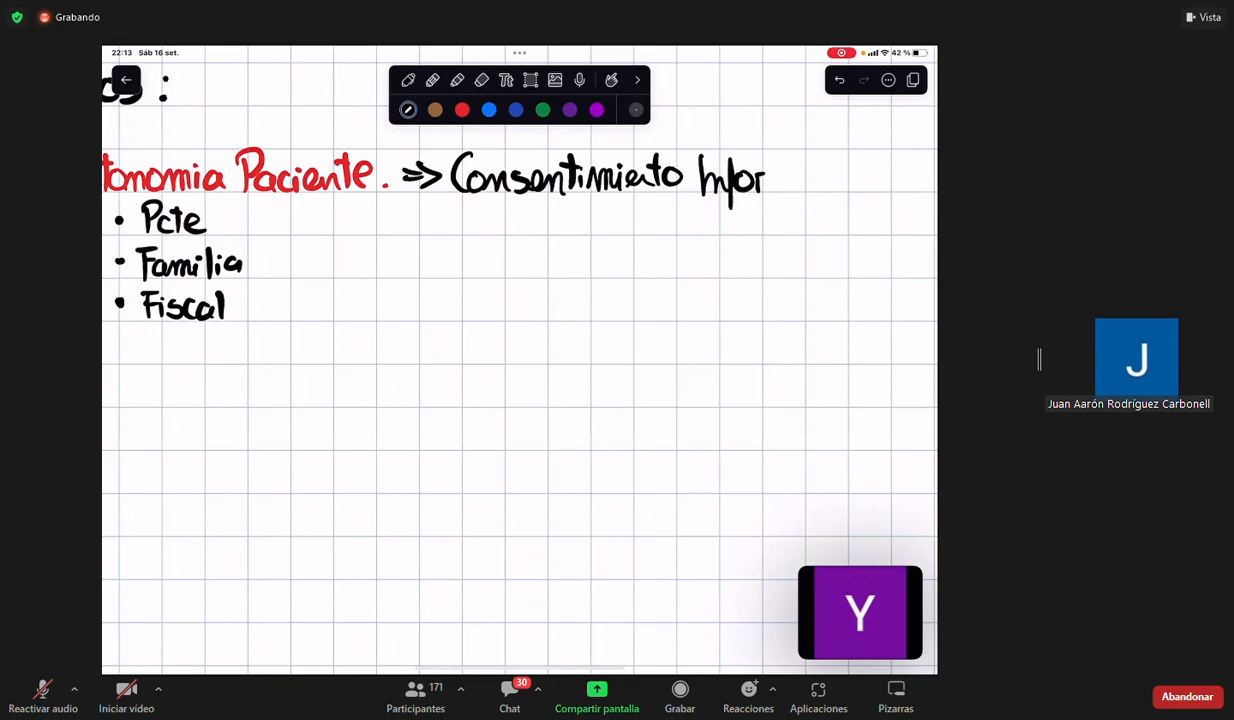 Grabando
Vista
22:13 Sáb 16 set.
42 %
:
tonomia Paciente. => Consentimiento Infor
• Pcte
• Familia
• Fiscal
J
Juan Aarón Rodríguez Carbonell
Y
Reactivar audio
Iniciar vídeo
171
Participantes
30
Chat
Compartir pantalla
Grabar
Reacciones
Aplicaciones
Pizarras
Abandonar